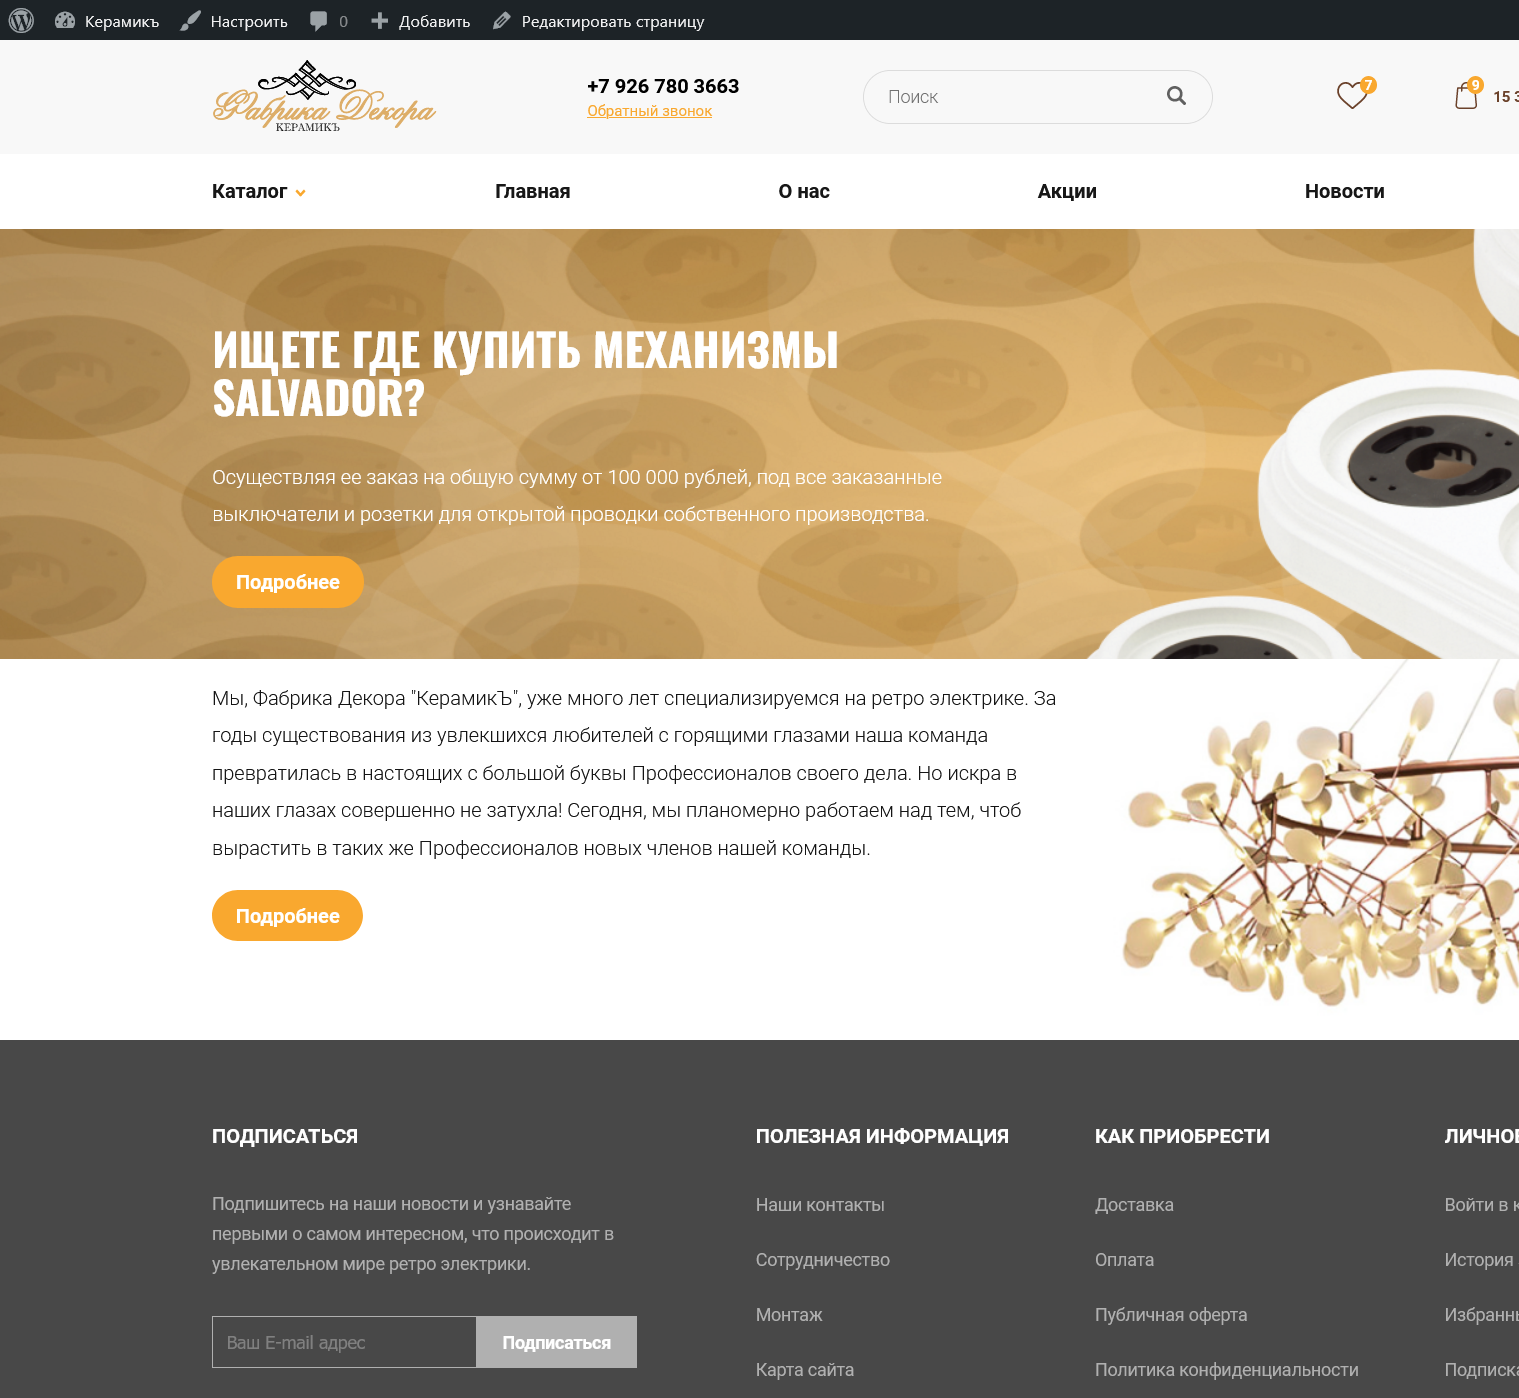 Керамикъ Настроить 0 Добавить Редактировать страницу
Фабрика Декора
КЕРАМИКЪ
+7 926 780 3663
Обратный звонок
Поиск
7
9
15 3
Каталог Главная О нас Акции Новости
ИЩЕТЕ ГДЕ КУПИТЬ МЕХАНИЗМЫ
SALVADOR?
Осуществляя ее заказ на общую сумму от 100 000 рублей, под все заказанные
выключатели и розетки для открытой проводки собственного производства.
Подробнее
Мы, Фабрика Декора "КерамикЪ", уже много лет специализируемся на ретро электрике. За
годы существования из увлекшихся любителей с горящими глазами наша команда
превратилась в настоящих с большой буквы Профессионалов своего дела. Но искра в
наших глазах совершенно не затухла! Сегодня, мы планомерно работаем над тем, чтоб
вырастить в таких же Профессионалов новых членов нашей команды.
Подробнее
ПОДПИСАТЬСЯ
Подпишитесь на наши новости и узнавайте
первыми о самом интересном, что происходит в
увлекательном мире ретро электрики.
Ваш E-mail адрес Подписаться
ПОЛЕЗНАЯ ИНФОРМАЦИЯ
Наши контакты
Сотрудничество
Монтаж
Карта сайта
КАК ПРИОБРЕСТИ
Доставка
Оплата
Публичная оферта
Политика конфиденциальности
ЛИЧНО
Войти в
История
Избранн
Подписк